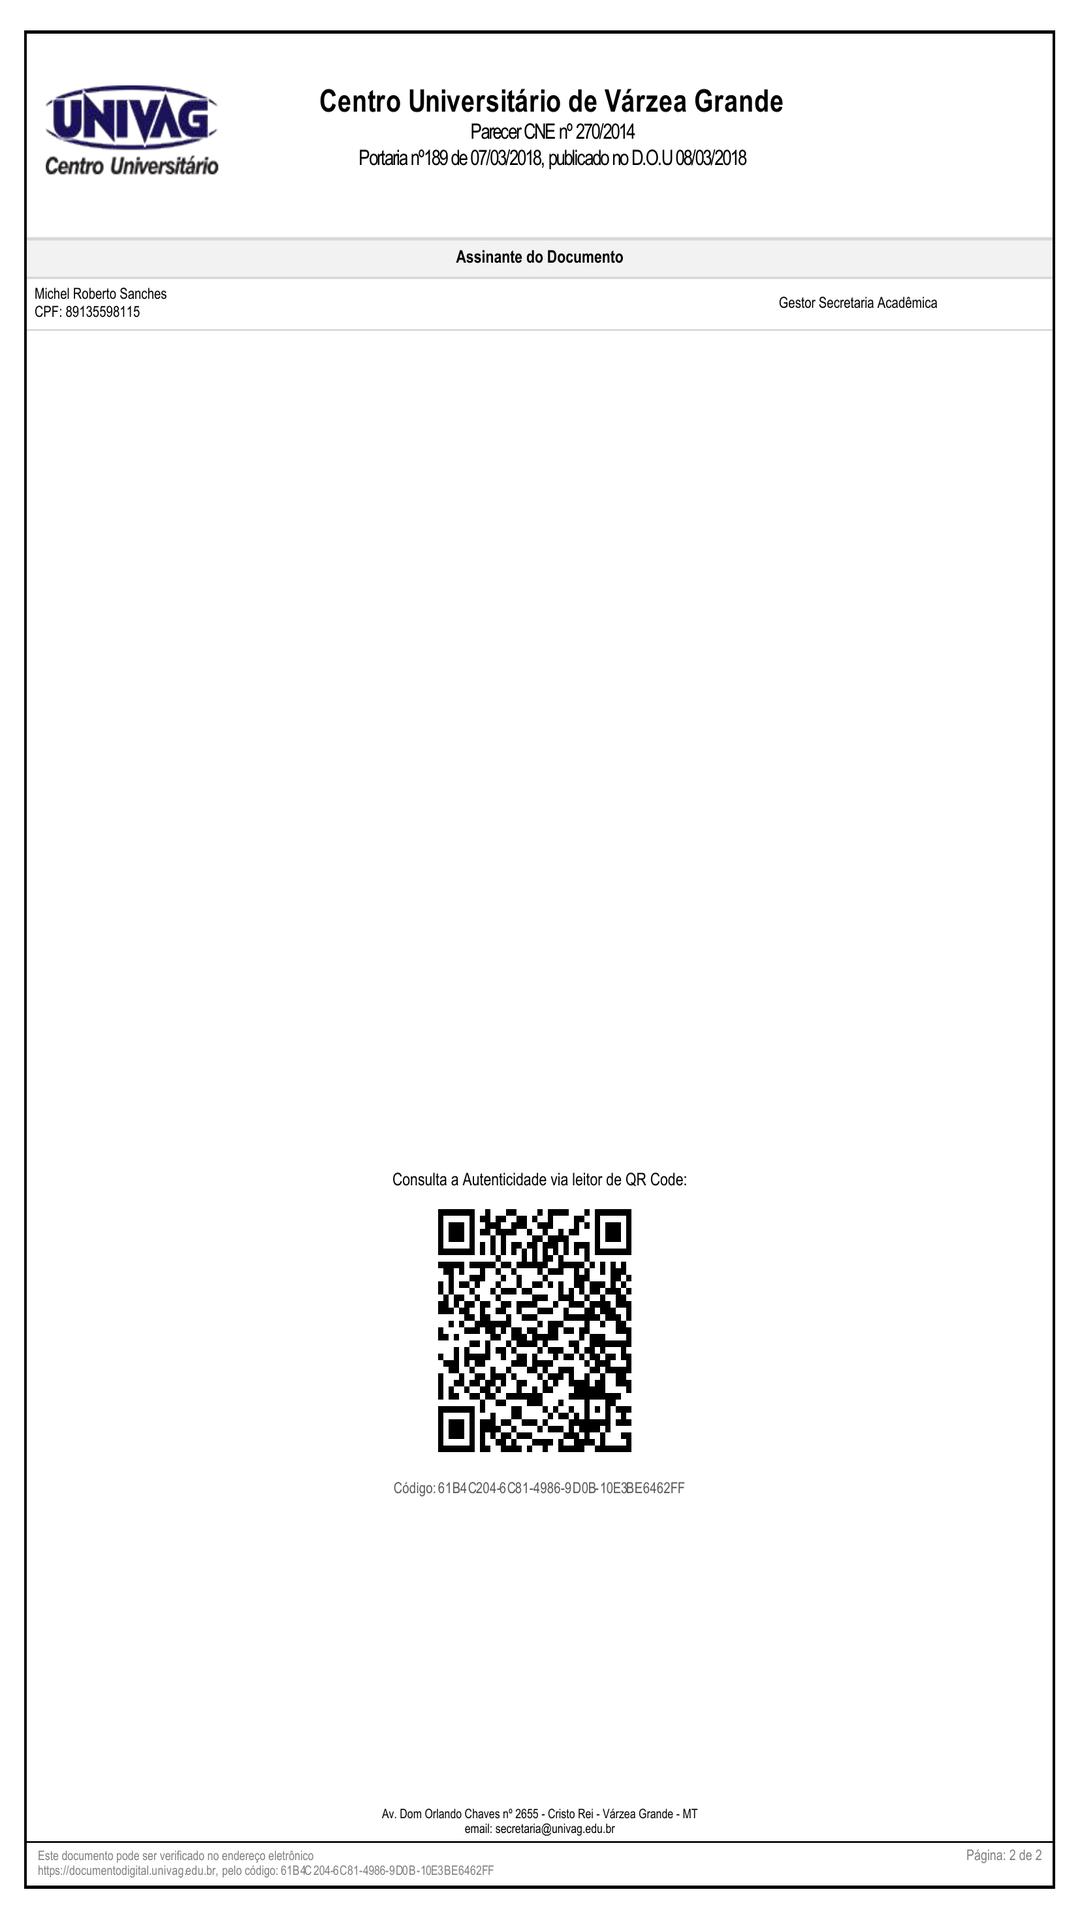 UNIVAG
Centro Universitário
Centro Universitário de Várzea Grande
Parecer CNE nº 270/2014
Portaria nº189 de 07/03/2018, publicado no D.O.U 08/03/2018
Assinante do Documento
Michel Roberto Sanches
CPF: 89135598115
Gestor Secretaria Acadêmica
Consulta a Autenticidade via leitor de QR Code:
Código: 61B4C204-6C81-4986-9D0B-10E3BE6462FF
Av. Dom Orlando Chaves nº 2655 - Cristo Rei - Várzea Grande - MT
email: secretaria@univag.edu.br
Este documento pode ser verificado no endereço eletrônico
https://documentodigital.univag.edu.br, pelo código: 61B4C204-6C81-4986-9D0B-10E3BE6462FF
Página: 2 de 2